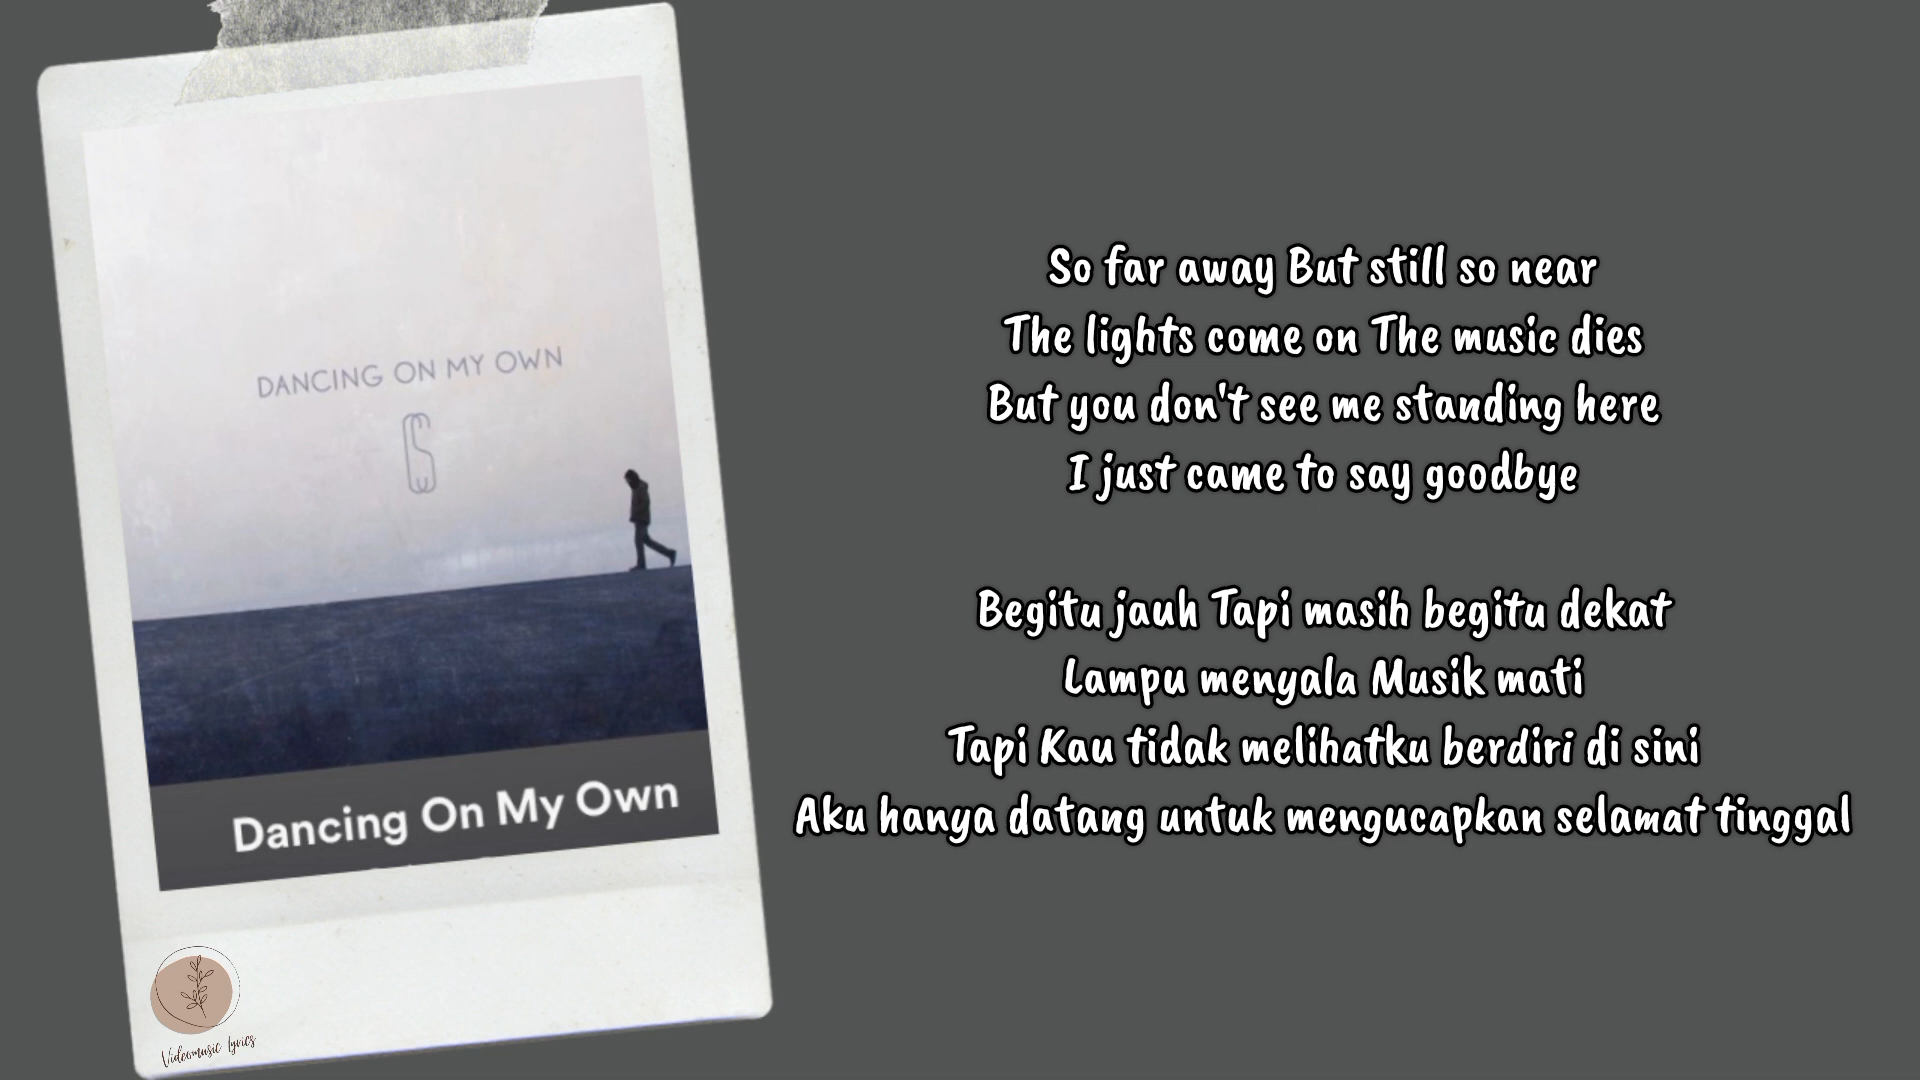 DANCING ON MY OWN
Dancing On My Own
Videomusic lyrics
So far away But still so near
The lights come on The music dies
But you don't see me standing here
I just came to say goodbye
Begitu jauh Tapi masih begitu dekat
Lampu menyala Musik mati
Tapi Kau tidak melihatku berdiri di sini
Aku hanya datang untuk mengucapkan selamat tinggal